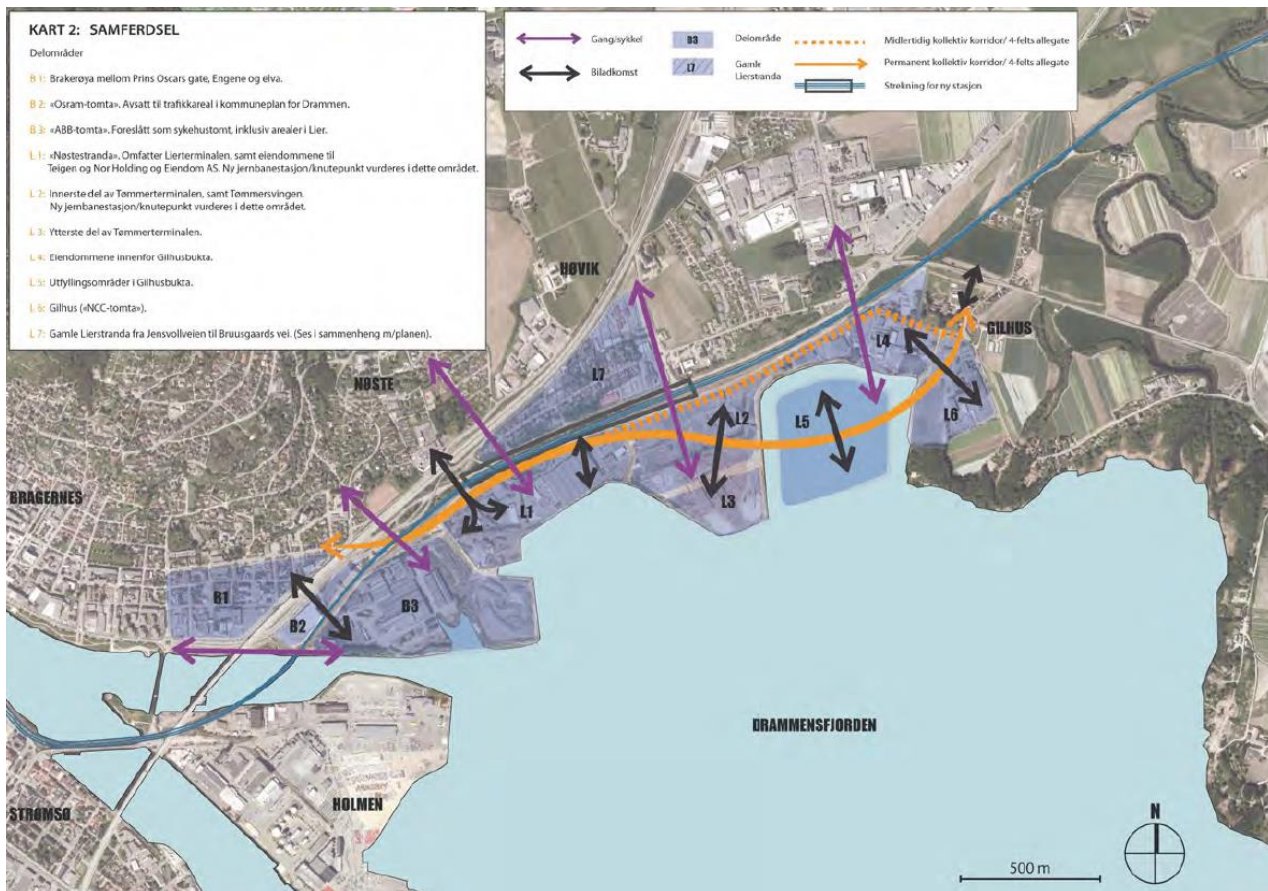 KART 2: SAMFERDSEL
Delområder
B 1: Brakerøya mellom Prins Oscars gate, Engene og elva.
B 2: «Osram-tomta». Avsatt til trafikkareal i kommuneplan for Drammen.
B 3: «ABB-tomta». Foreslått som sykehustomt, inklusiv arealer i Lier.
L 1: «Nøstestranda». Omfatter Lierterminalen, samt eiendommene til
Teigen og Nor Holding og Eiendom AS. Ny jernbanestasjon/knutepunkt vurderes i dette området.
L 2: Innerste del av Tømmerterminalen, samt Tømmersvingen.
Ny jernbanestasjon/knutepunkt vurderes i dette området.
L 3: Ytterste del av Tømmerterminalen.
L 4: Eiendommene innenfor Gilhusbukta.
L 5: Utfyllingsområder i Gilhusbukta.
L 6: Gilhus («NCC-tomta»).
L 7: Gamle Lierstranda fra Jensvollveien til Bruusgaards vei. (Ses i sammenheng m/planen).
Gang/sykkel
Biladkomst
B3
Delområde
L7
Gamle
Lierstranda
Midlertidig kollektiv korridor/ 4-felts allegate
Permanent kollektiv korridor/ 4-felts allegate
Strekning for ny stasjon
HØVIK
GILHUS
L4
NØSTE
L7
L2
L5
L6
BRAGERNES
L1
L3
B1
B2
B3
DRAMMENSFJORDEN
STRØMSØ
HOLMEN
N
500 m